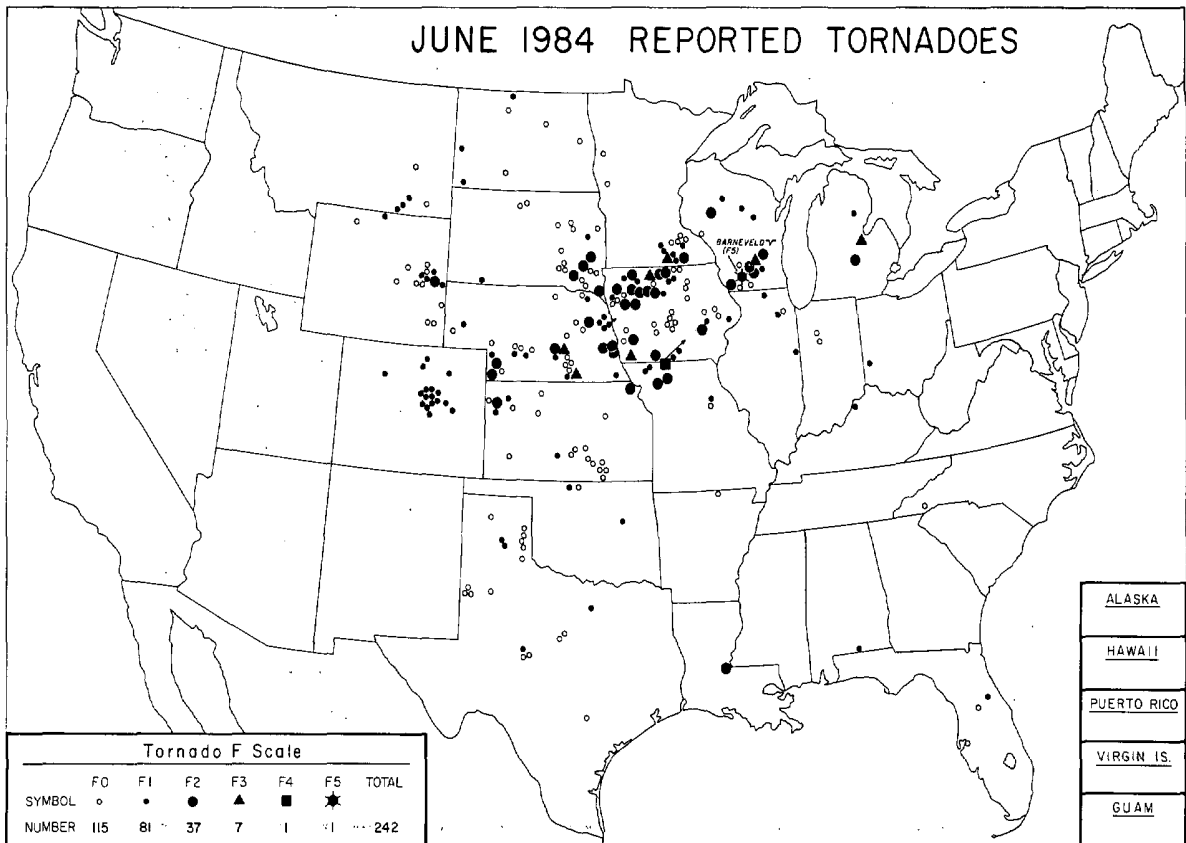 JUNE 1984 REPORTED TORNADOES
BARNEVELD "V"
(F5)
ALASKA
HAWAII
PUERTO RICO
VIRGIN IS.
GUAM
Tornado F Scale
F0 F1 F2 F3 F4 F5 TOTAL
SYMBOL
NUMBER 115 81 37 7 1 1 242